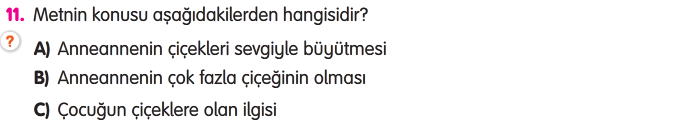 11. Metnin konusu aşağıdakilerden hangisidir?
?
A) Anneannenin çiçekleri sevgiyle büyütmesi
B) Anneannenin çok fazla çiçeğinin olması
C) Çocuğun çiçeklere olan ilgisi